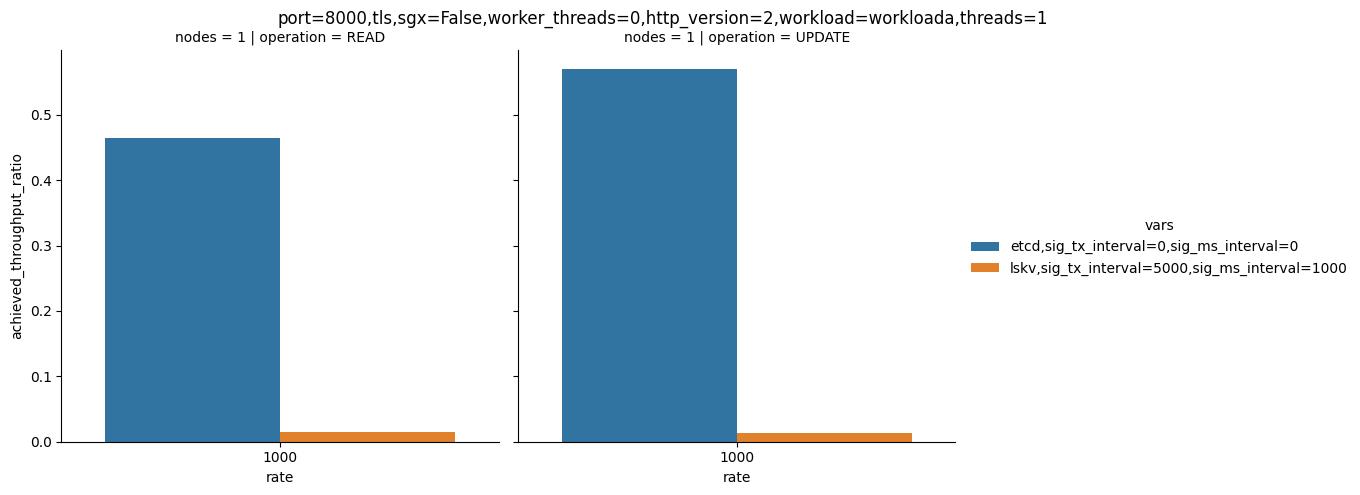 port=8000,tls,sgx=False,worker_threads=0,http_version=2,workload=workloada,threads=1
nodes = 1 | operation = READ
nodes = 1 | operation = UPDATE
achieved_throughput_ratio
0.5
0.4
0.3
0.2
0.1
0.0
1000
rate
1000
rate
vars
etcd,sig_tx_interval=0,sig_ms_interval=0
lskv,sig_tx_interval=5000,sig_ms_interval=1000